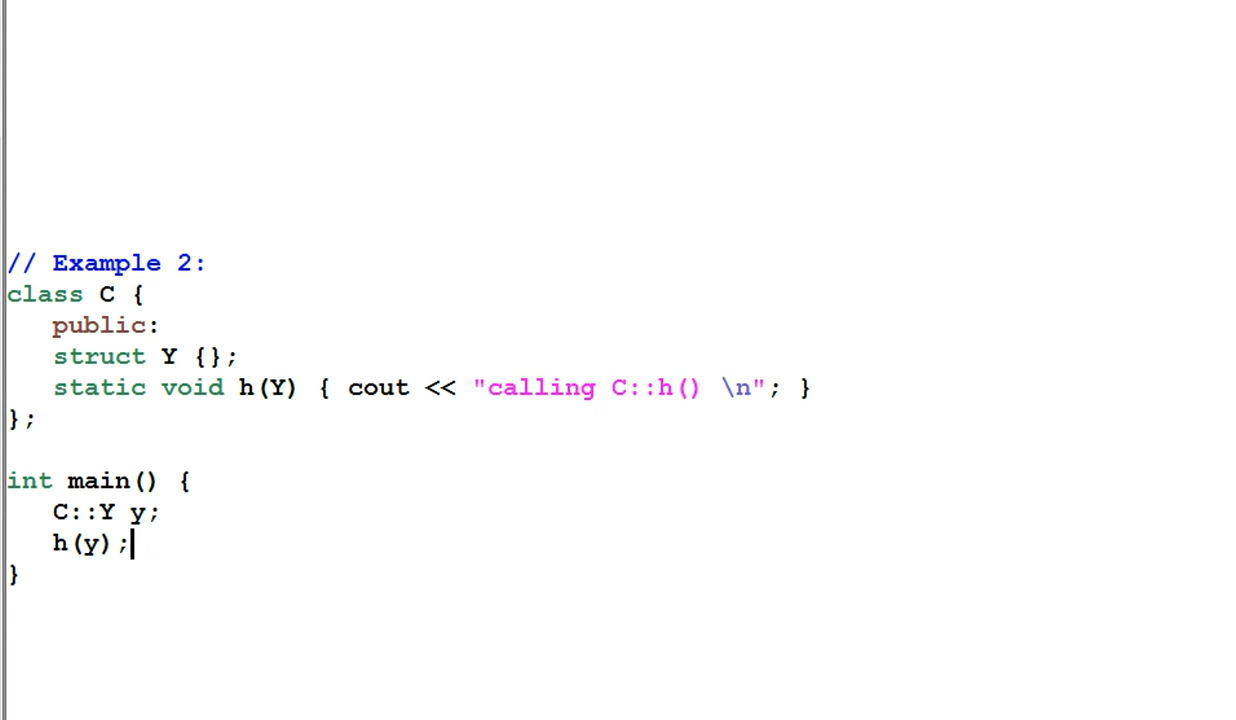 // Example 2:
class C {
   public:
   struct Y {};
   static void h(Y) { cout << "calling C::h() \n"; }
};

int main() {
   C::Y y;
   h(y);
}